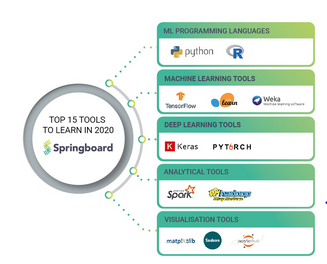 TOP 15 TOOLS
TO LEARN IN 2020
Springboard
ML PROGRAMMING LANGUAGES
python
R
MACHINE LEARNING TOOLS
TensorFlow
learn
Weka
DEEP LEARNING TOOLS
K Keras
PYTORCH
ANALYTICAL TOOLS
Spark
hadoop
VISUALISATION TOOLS
matplotlib
Seaborn